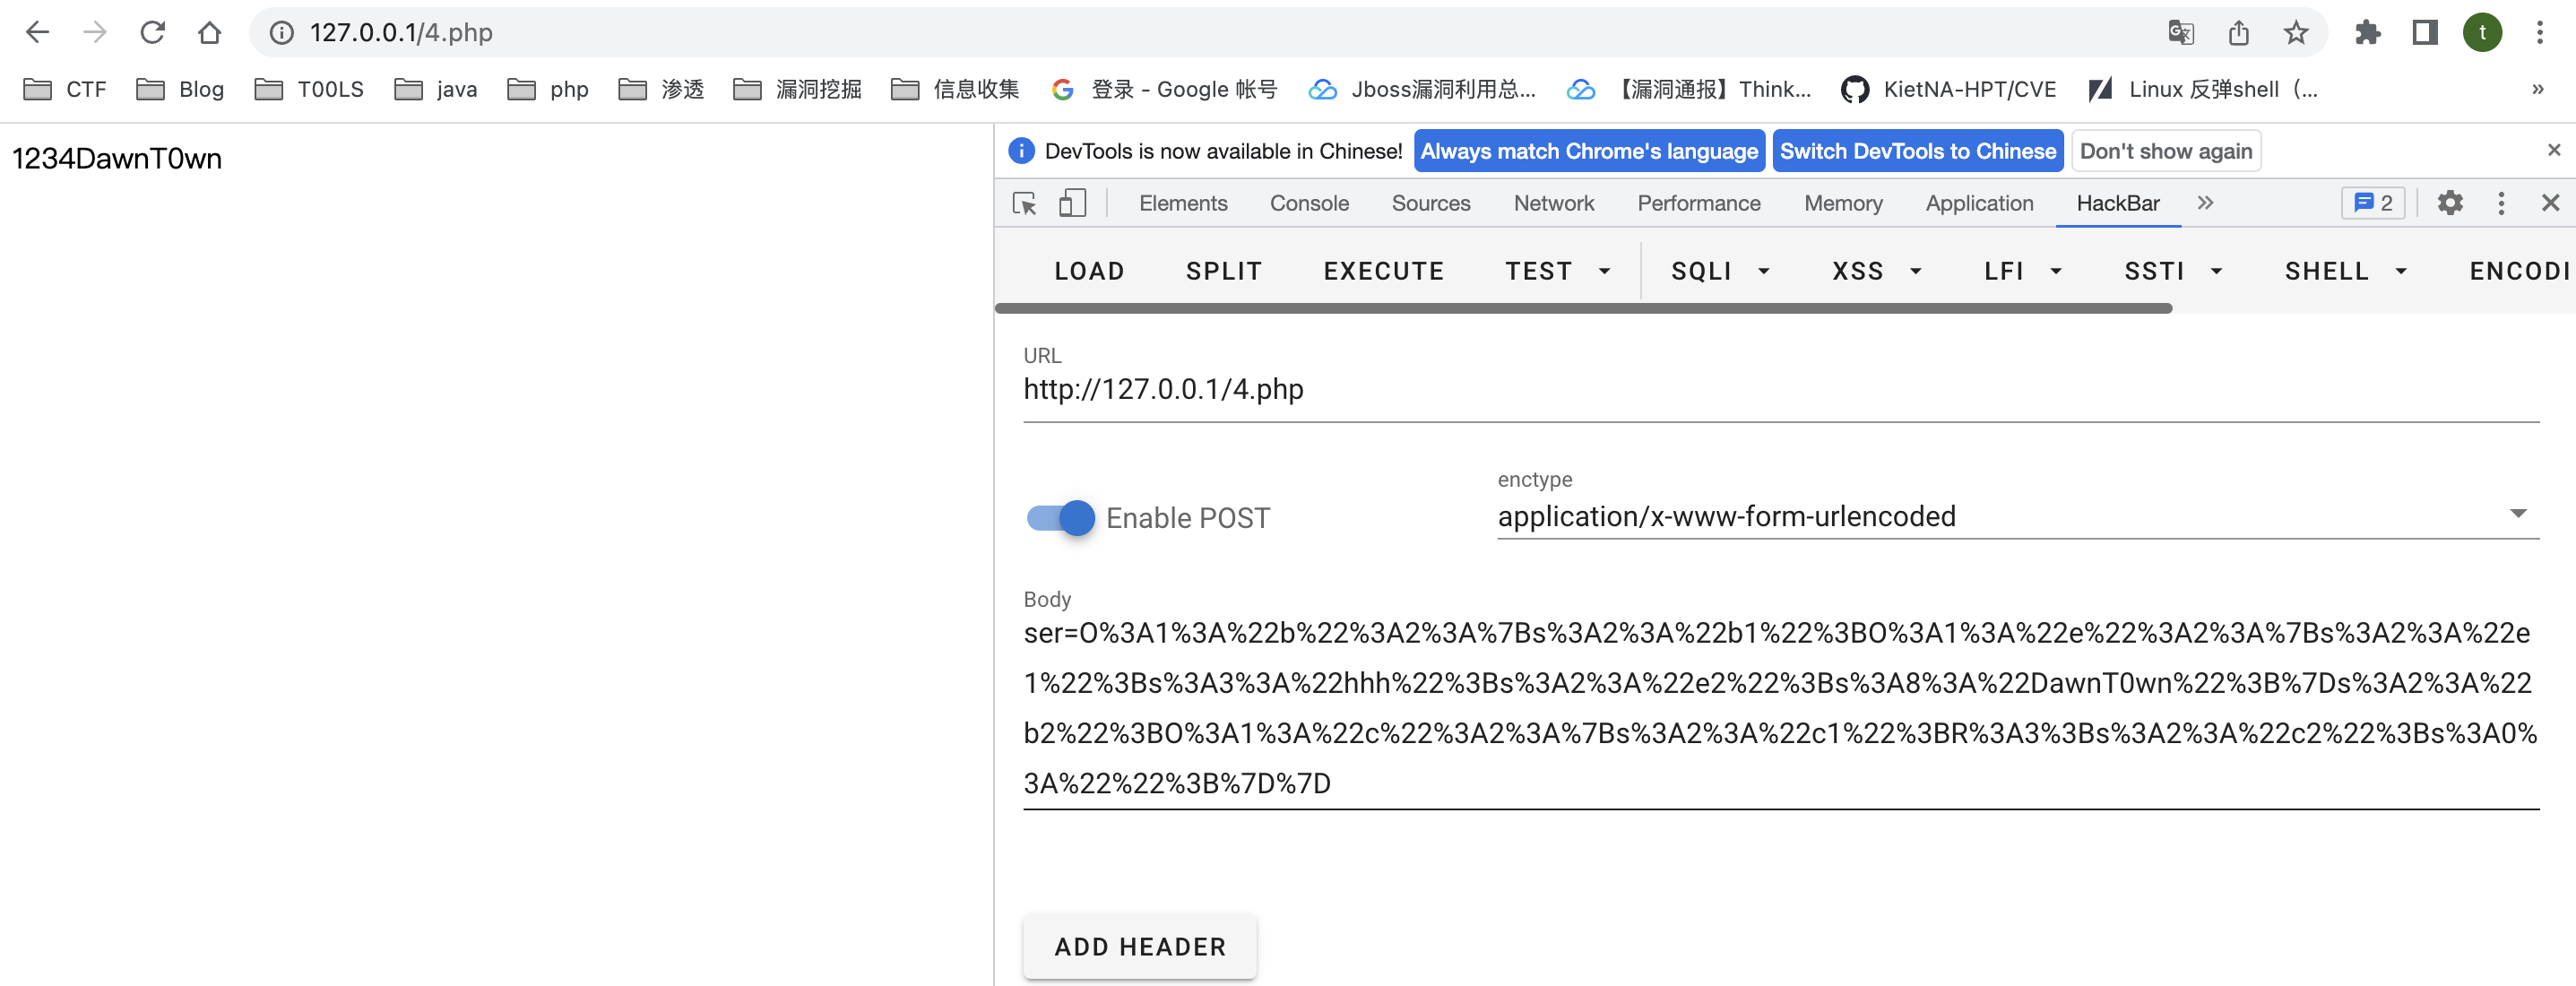 127.0.0.1/4.php
t
CTF Blog T00LS java php 渗透 漏洞挖掘 信息收集 登录 - Google 帐号 Jboss漏洞利用总... 【漏洞通报】Think... KietNA-HPT/CVE Linux 反弹shell（... »
1234DawnT0wn
DevTools is now available in Chinese! Always match Chrome's language Switch DevTools to Chinese Don't show again
Elements Console Sources Network Performance Memory Application HackBar » 2
LOAD SPLIT EXECUTE TEST SQLI XSS LFI SSTI SHELL ENCODI
URL
http://127.0.0.1/4.php
Enable POST
enctype
application/x-www-form-urlencoded
Body
ser=O%3A1%3A%22b%22%3A2%3A%7Bs%3A2%3A%22b1%22%3BO%3A1%3A%22e%22%3A2%3A%7Bs%3A2%3A%22e
1%22%3Bs%3A3%3A%22hhh%22%3Bs%3A2%3A%22e2%22%3Bs%3A8%3A%22DawnT0wn%22%3B%7Ds%3A2%3A%22
b2%22%3BO%3A1%3A%22c%22%3A2%3A%7Bs%3A2%3A%22c1%22%3BR%3A3%3Bs%3A2%3A%22c2%22%3Bs%3A0%
3A%22%22%3B%7D%7D
ADD HEADER